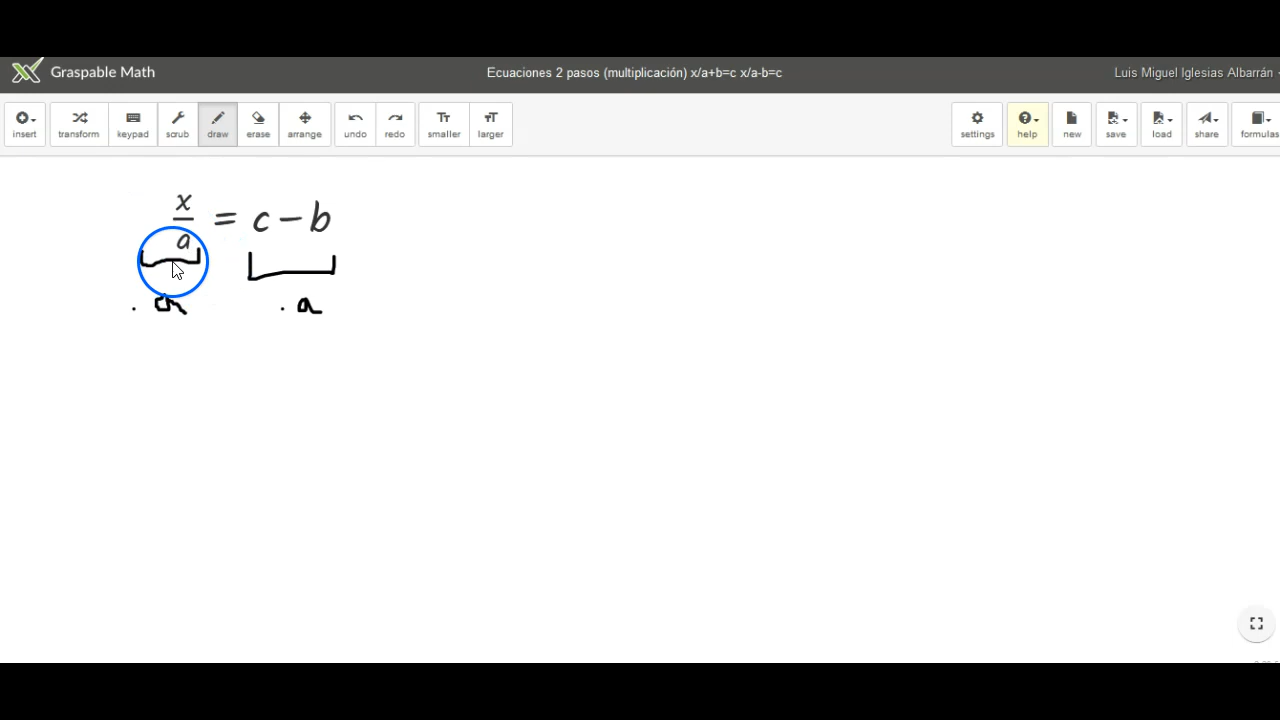 Graspable Math
Ecuaciones 2 pasos (multiplicación) x/a+b=c x/a-b=c
Luis Miguel Iglesias Albarrán
insert transform keypad scrub draw erase arrange undo redo smaller larger settings help new save load share formulas
x/a = c − b
. a . a